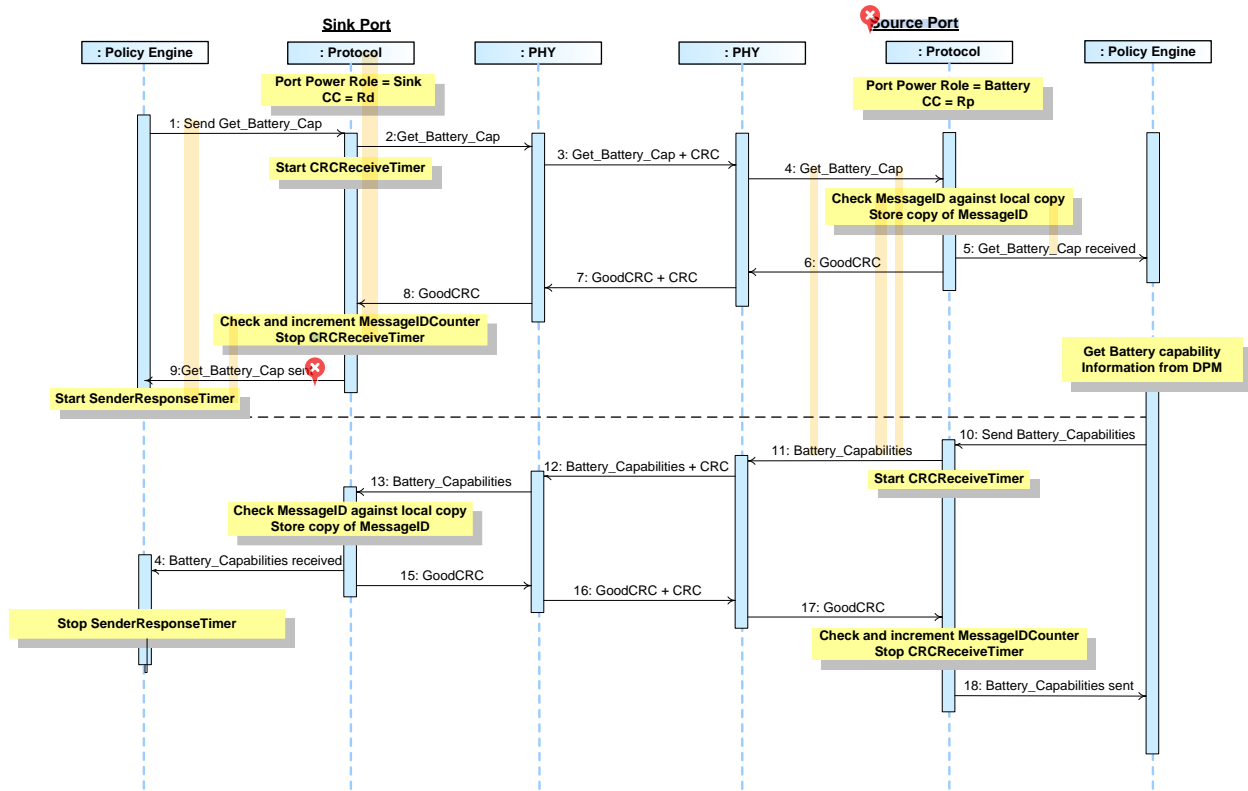 Sink Port
Source Port
: Policy Engine
: Protocol
: PHY
: PHY
: Protocol
: Policy Engine
Port Power Role = Sink
CC = Rd
Port Power Role = Battery
CC = Rp
1: Send Get_Battery_Cap
2:Get_Battery_Cap
Start CRCReceiveTimer
3: Get_Battery_Cap + CRC
4: Get_Battery_Cap
Check MessageID against local copy
Store copy of MessageID
5: Get_Battery_Cap received
6: GoodCRC
7: GoodCRC + CRC
8: GoodCRC
Check and increment MessageIDCounter
Stop CRCReceiveTimer
Get Battery capability
Information from DPM
9:Get_Battery_Cap sent
Start SenderResponseTimer
10: Send Battery_Capabilities
11: Battery_Capabilities
Start CRCReceiveTimer
12: Battery_Capabilities + CRC
13: Battery_Capabilities
Check MessageID against local copy
Store copy of MessageID
4: Battery_Capabilities received
15: GoodCRC
16: GoodCRC + CRC
17: GoodCRC
Stop SenderResponseTimer
Check and increment MessageIDCounter
Stop CRCReceiveTimer
18: Battery_Capabilities sent